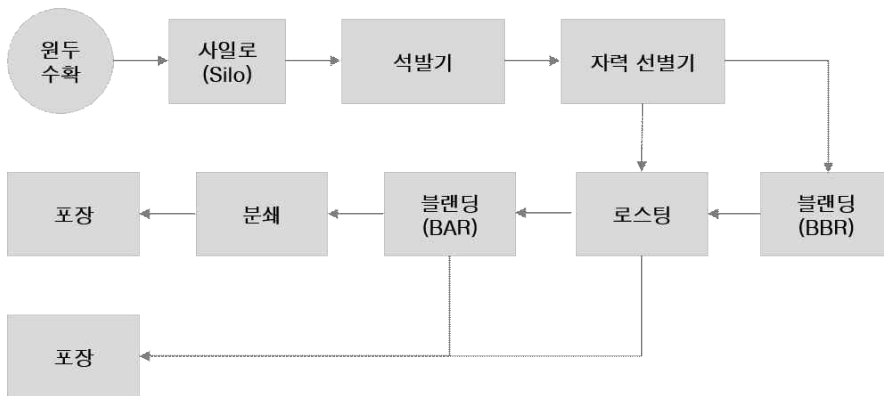 원두
수확
사일로
(Silo)
석발기
자력 선별기
포장
분쇄
블랜딩
(BAR)
로스팅
블랜딩
(BBR)
포장